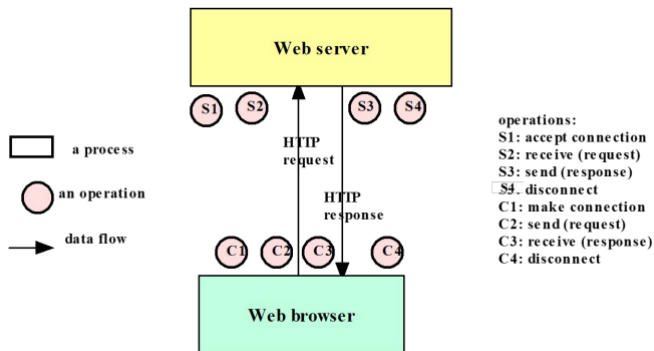 Web server
S1
S2
S3
S4
HTTP
request
HTTP
response
a process
an operation
data flow
C1
C2
C3
C4
Web browser
operations:
S1: accept connection
S2: receive (request)
S3: send (response)
S4. disconnect
C1: make connection
C2: send (request)
C3: receive (response)
C4: disconnect